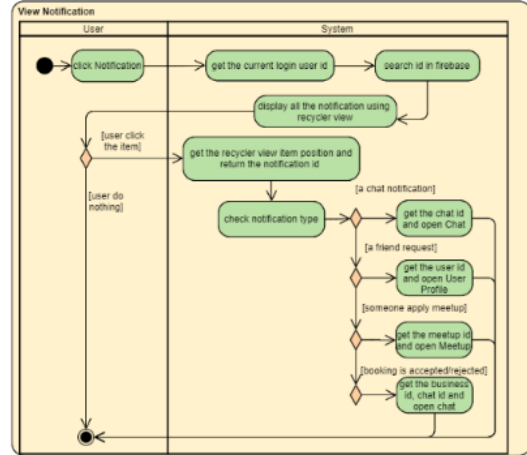 View Notification
User
System
click Notification
get the current login user id
search id in firebase
display all the notification using
recycler view
[user click
the item]
get the recycler view item position and
return the notification id
[user do
nothing]
[a chat notification]
check notification type
get the chat id
and open Chat
[a friend request]
get the user id
and open User
Profile
[someone apply meetup]
get the meetup id
and open Meetup
[booking is accepted/rejected]
get the business
id, chat id and
open chat